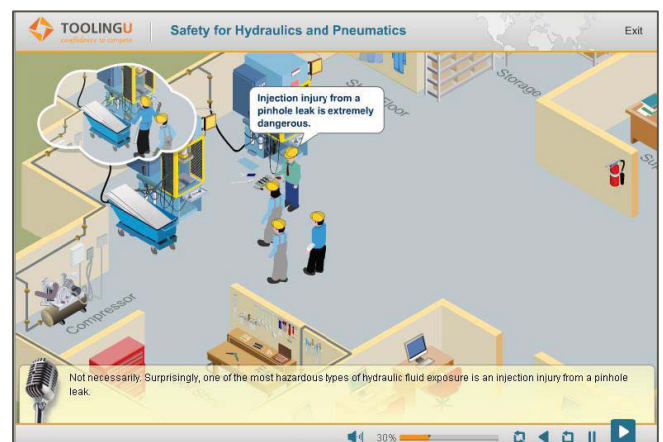 TOOLINGU
confidence to compete
Safety for Hydraulics and Pneumatics
Exit
Injection injury from a
pinhole leak is extremely
dangerous.
Floor
Storage
Compressor
Not necessarily. Surprisingly, one of the most hazardous types of hydraulic fluid exposure is an injection injury from a pinhole
leak.
30%